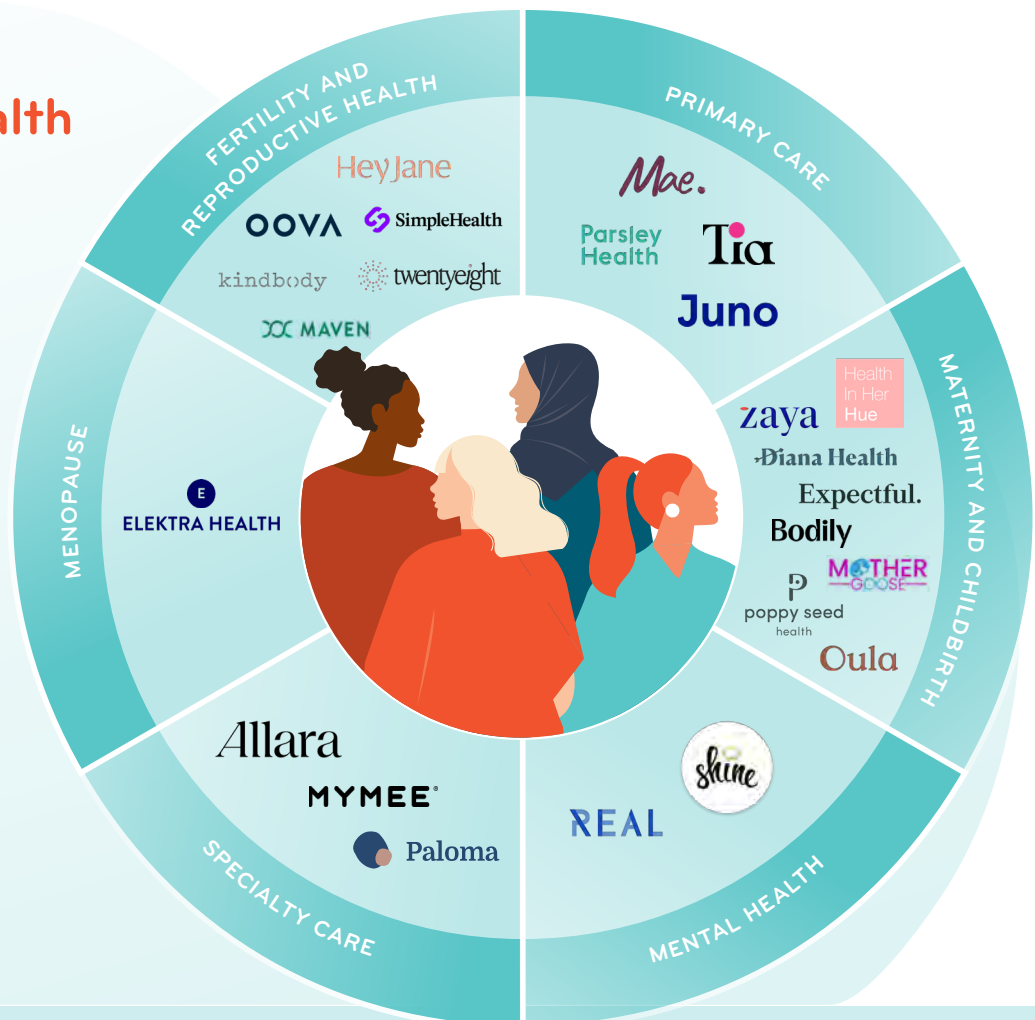 alth
FERTILITY AND
REPRODUCTIVE HEALTH
HeyJane
OOVA
SimpleHealth
kindbody
twentyeight
MAVEN
PRIMARY CARE
Mae.
Parsley
Health
Tia
Juno
MATERNITY AND CHILDBIRTH
zaya
Health
In Her
Hue
Diana Health
Expectful.
Bodily
MOTHER
GOOSE
P
poppy seed
health
Oula
MENTAL HEALTH
shine
REAL
SPECIALTY CARE
Allara
MYMEE®
Paloma
MENOPAUSE
E
ELEKTRA HEALTH